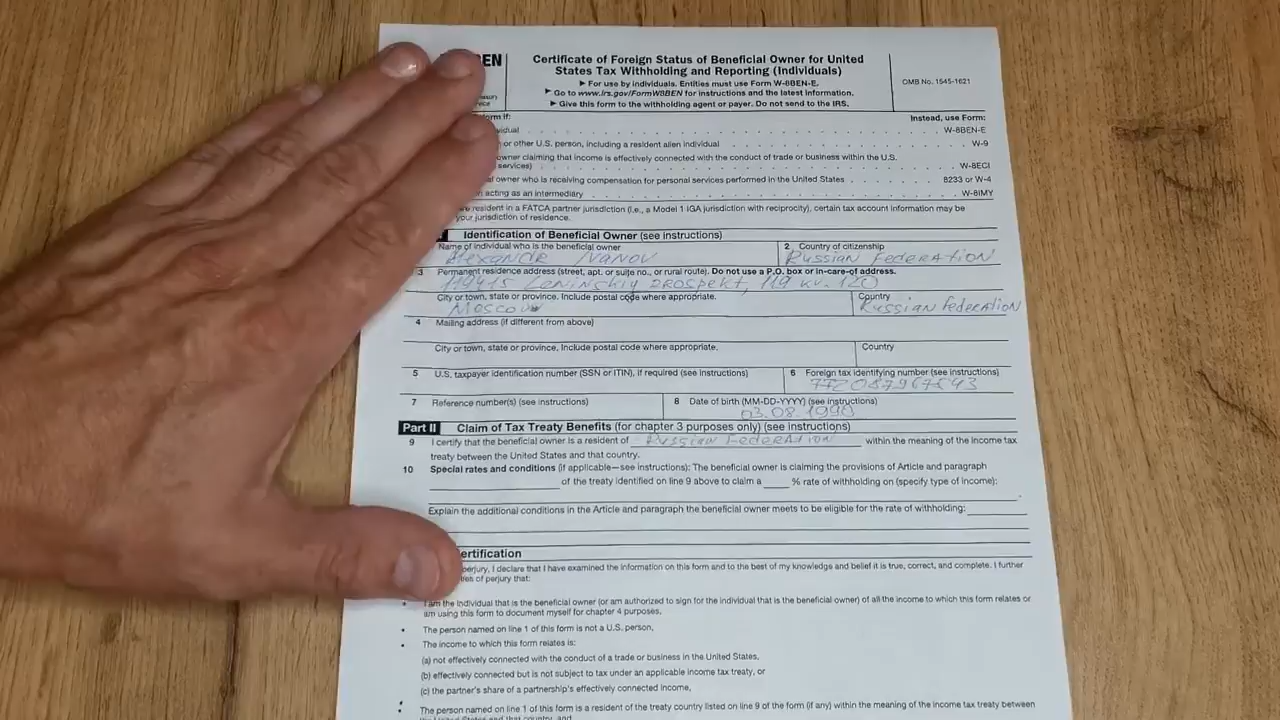 EN
Certificate of Foreign Status of Beneficial Owner for United
States Tax Withholding and Reporting (Individuals)
► For use by individuals. Entities must use Form W-8BEN-E.
► Go to www.irs.gov/FormW8BEN for instructions and the latest information.
► Give this form to the withholding agent or payer. Do not send to the IRS.
OMB No. 1545-1621
orm if: Instead, use Form:
vidual W-8BEN-E
or other U.S. person, including a resident alien individual W-9
owner claiming that income is effectively connected with the conduct of trade or business within the U.S.
services) W-8ECI
owner who is receiving compensation for personal services performed in the United States 8233 or W-4
acting as an intermediary W-8IMY
resident in a FATCA partner jurisdiction (i.e., a Model 1 IGA jurisdiction with reciprocity), certain tax account information may be
your jurisdiction of residence.
Identification of Beneficial Owner (see instructions)
Name of individual who is the beneficial owner
Ivanov
2 Country of citizenship
Russian Federation
3 Permanent residence address (street, apt. or suite no., or rural route). Do not use a P.O. box or in-care-of address.
119415 Leninskiy prospekt, 119 kv. 120
City or town, state or province. Include postal code where appropriate.
Moscow
Country
Russian Federation
4 Mailing address (if different from above)
City or town, state or province. Include postal code where appropriate.
Country
5 U.S. taxpayer identification number (SSN or ITIN), if required (see instructions)
6 Foreign tax identifying number (see instructions)
772087967543
7 Reference number(s) (see instructions)
8 Date of birth (MM-DD-YYYY) (see instructions)
03.08.1990
Part II Claim of Tax Treaty Benefits (for chapter 3 purposes only) (see instructions)
9 I certify that the beneficial owner is a resident of Russian Federation within the meaning of the income tax
treaty between the United States and that country.
10 Special rates and conditions (if applicable—see instructions): The beneficial owner is claiming the provisions of Article and paragraph
of the treaty identified on line 9 above to claim a % rate of withholding on (specify type of income):
.
Explain the additional conditions in the Article and paragraph the beneficial owner meets to be eligible for the rate of withholding:
ertification
perjury, I declare that I have examined the information on this form and to the best of my knowledge and belief it is true, correct, and complete. I further
ties of perjury that:
• I am the individual that is the beneficial owner (or am authorized to sign for the individual that is the beneficial owner) of all the income to which this form relates or
am using this form to document myself for chapter 4 purposes,
• The person named on line 1 of this form is not a U.S. person,
• The income to which this form relates is:
(a) not effectively connected with the conduct of a trade or business in the United States,
(b) effectively connected but is not subject to tax under an applicable income tax treaty, or
(c) the partner's share of a partnership's effectively connected income,
• The person named on line 1 of this form is a resident of the treaty country listed on line 9 of the form (if any) within the meaning of the income tax treaty between